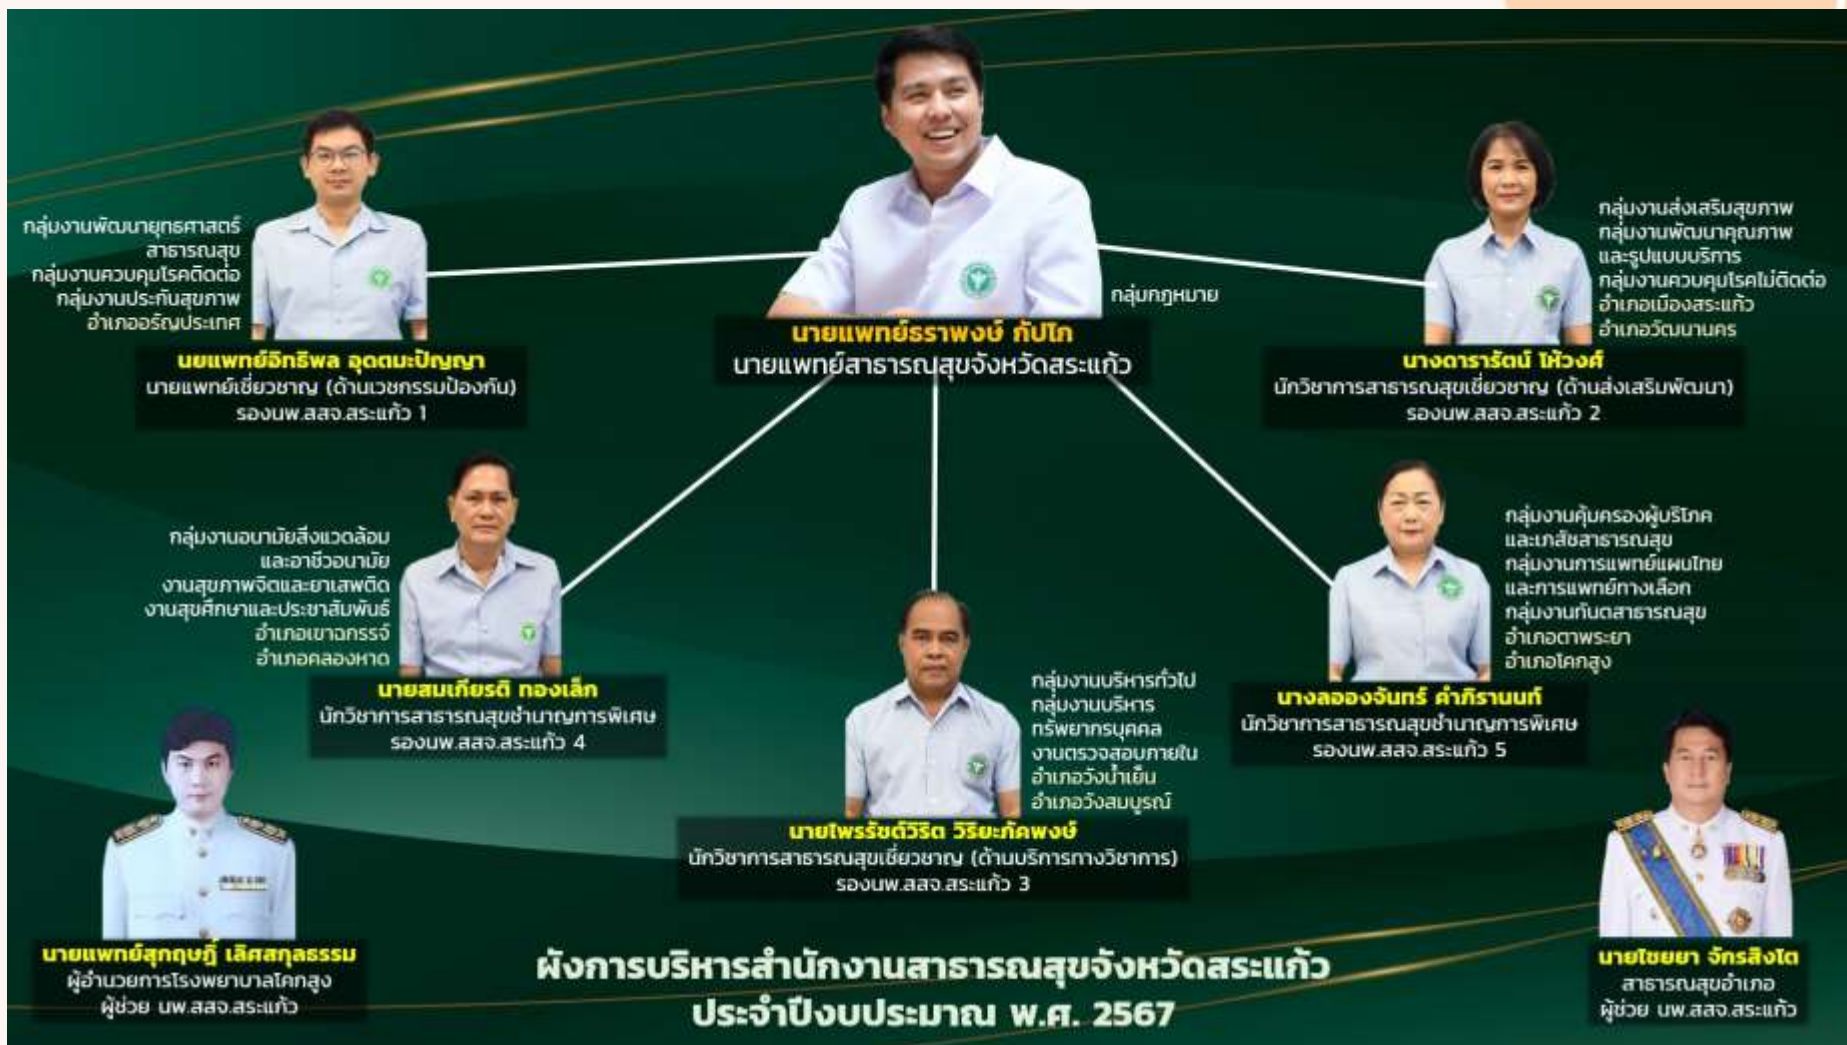 กลุ่มงานพัฒนายุทธศาสตร์
สาธารณสุข
กลุ่มงานควบคุมโรคติดต่อ
กลุ่มงานประกันสุขภาพ
อำเภออรัญประเทศ
นยแพทย์อิทธิพล อุดตมะปัญญา
นายแพทย์เชี่ยวชาญ (ด้านเวชกรรมป้องกัน)
รองนพ.สสจ.สระแก้ว 1
กลุ่มกฎหมาย
นายแพทย์ธราพงษ์ กัปโก
นายแพทย์สาธารณสุขจังหวัดสระแก้ว
กลุ่มงานส่งเสริมสุขภาพ
กลุ่มงานพัฒนาคุณภาพ
และรูปแบบบริการ
กลุ่มงานควบคุมโรคไม่ติดต่อ
อำเภอเมืองสระแก้ว
อำเภอวัฒนานคร
นางดารารัตน์ โห้วงศ์
นักวิชาการสาธารณสุขเชี่ยวชาญ (ด้านส่งเสริมพัฒนา)
รองนพ.สสจ.สระแก้ว 2
กลุ่มงานอนามัยสิ่งแวดล้อม
และอาชีวอนามัย
งานสุขภาพจิตและยาเสพติด
งานสุขศึกษาและประชาสัมพันธ์
อำเภอเขาฉกรรจ์
อำเภอคลองหาด
นายสมเกียรติ ทองเล็ก
นักวิชาการสาธารณสุขชำนาญการพิเศษ
รองนพ.สสจ.สระแก้ว 4
กลุ่มงานบริหารทั่วไป
กลุ่มงานบริหาร
ทรัพยากรบุคคล
งานตรวจสอบภายใน
อำเภอวังน้ำเย็น
อำเภอวังสมบูรณ์
นายไพรรัชต์วิริต วิริยะภัคพงษ์
นักวิชาการสาธารณสุขเชี่ยวชาญ (ด้านบริการทางวิชาการ)
รองนพ.สสจ.สระแก้ว 3
กลุ่มงานคุ้มครองผู้บริโภค
และเภสัชสาธารณสุข
กลุ่มงานการแพทย์แผนไทย
และการแพทย์ทางเลือก
กลุ่มงานทันตสาธารณสุข
อำเภอตาพระยา
อำเภอโคกสูง
นางลอองจันทร์ คำภิรานนท์
นักวิชาการสาธารณสุขชำนาญการพิเศษ
รองนพ.สสจ.สระแก้ว 5
นายแพทย์สุกฤษฎิ์ เลิศสกุลธรรม
ผู้อำนวยการโรงพยาบาลโคกสูง
ผู้ช่วย นพ.สสจ.สระแก้ว
ผังการบริหารสำนักงานสาธารณสุขจังหวัดสระแก้ว
ประจำปีงบประมาณ พ.ศ. 2567
นายไชยยา จักรสิงโต
สาธารณสุขอำเภอ
ผู้ช่วย นพ.สสจ.สระแก้ว